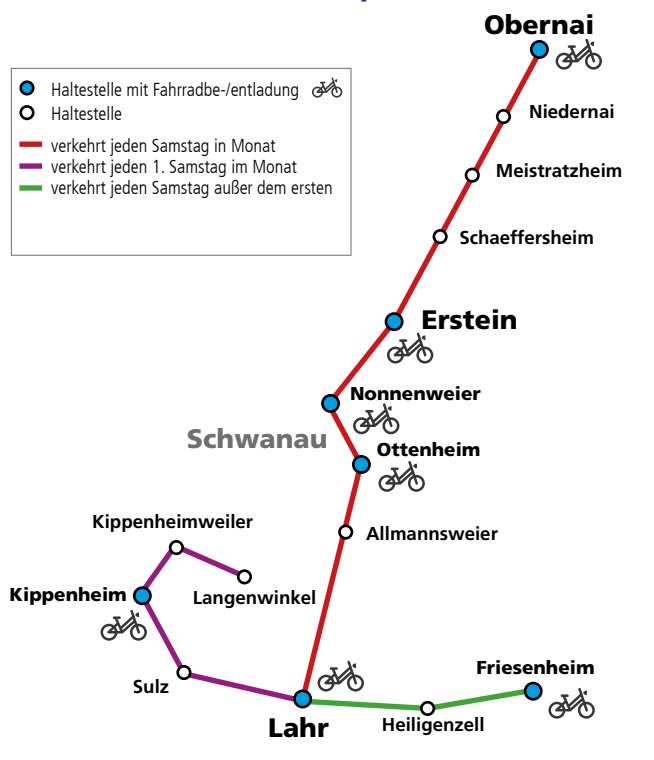 Obernai
Haltestelle mit Fahrradbe-/entladung
Haltestelle
verkehrt jeden Samstag in Monat
verkehrt jeden 1. Samstag im Monat
verkehrt jeden Samstag außer dem ersten
Niedernai
Meistratzheim
Schaeffersheim
Erstein
Nonnenweier
Schwanau
Ottenheim
Kippenheimweiler
Allmannsweier
Kippenheim
Langenwinkel
Sulz
Friesenheim
Lahr
Heiligenzell